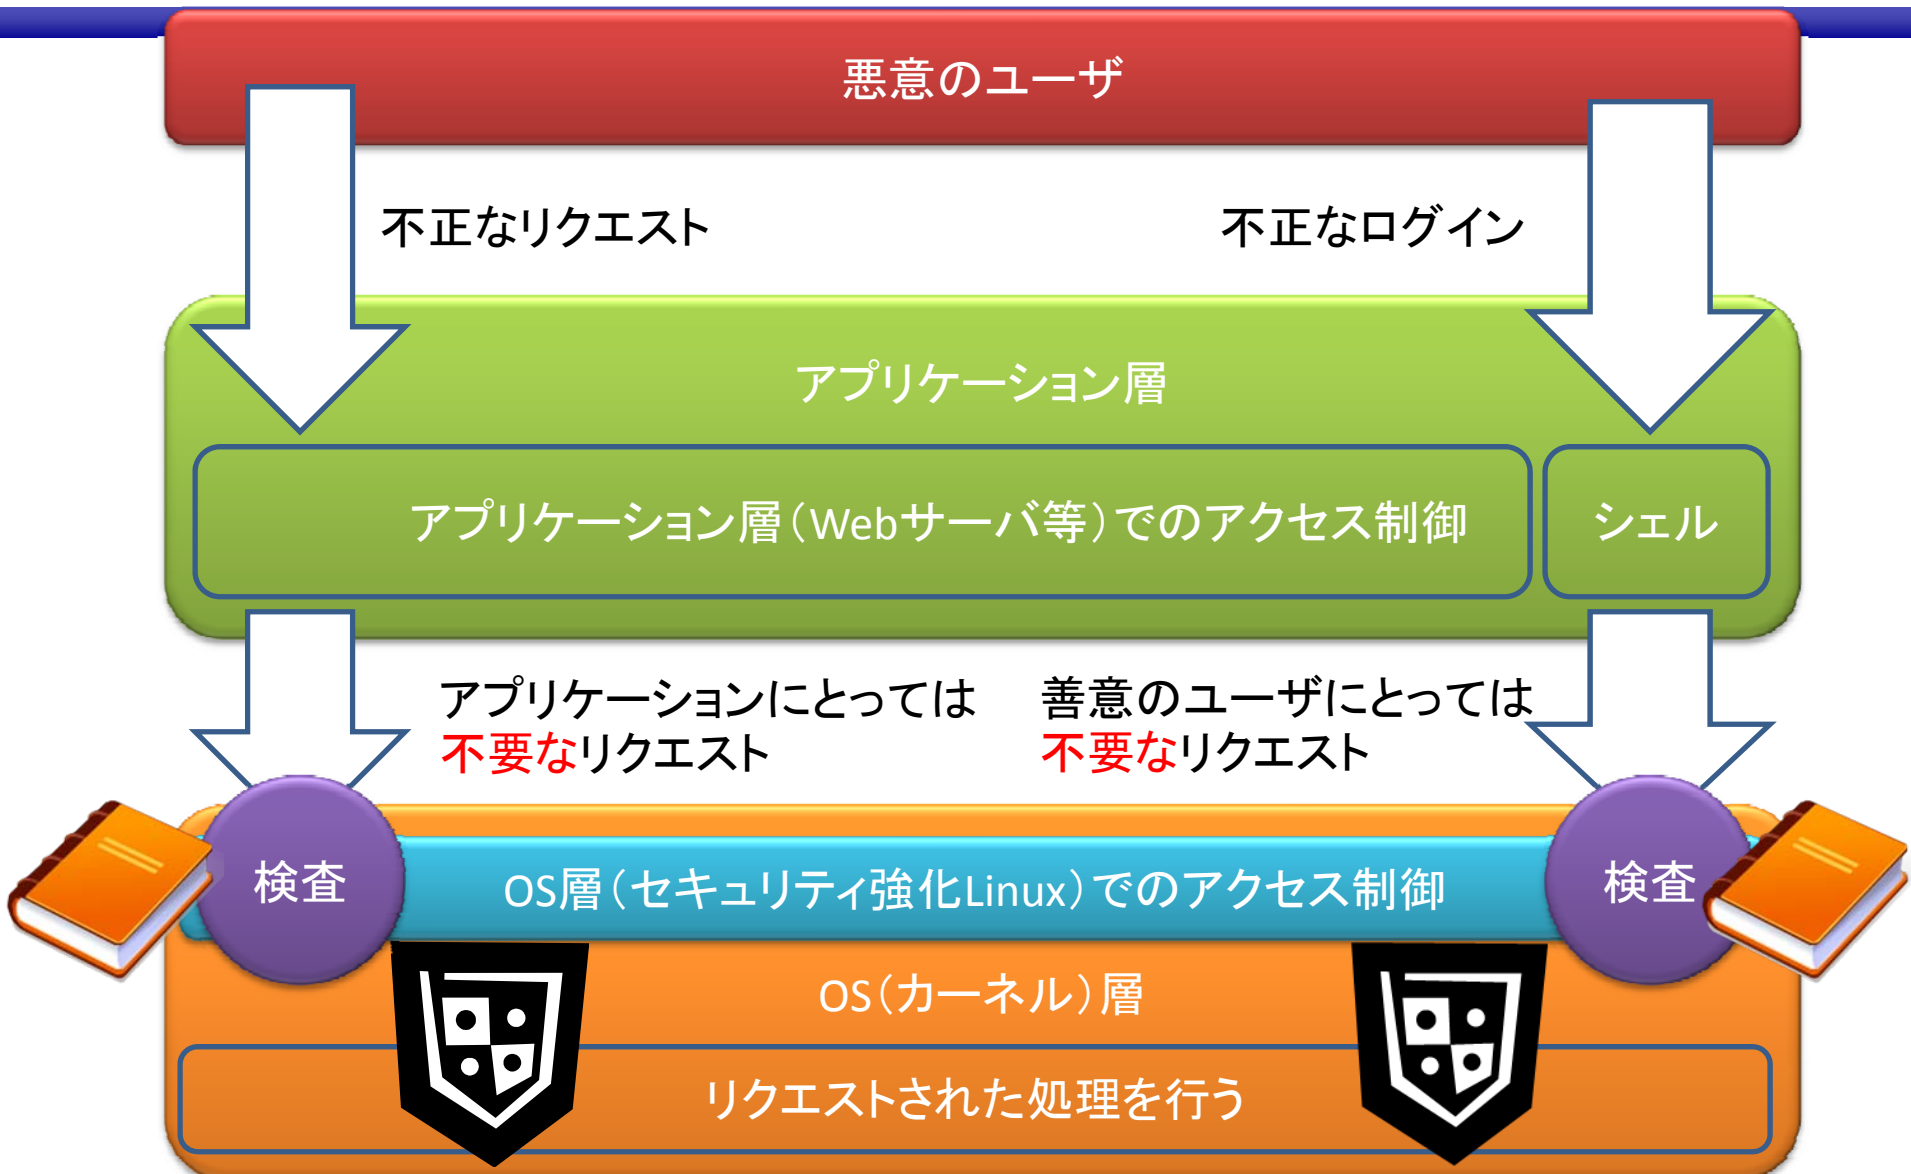 悪意のユーザ
不正なリクエスト
不正なログイン
アプリケーション層
アプリケーション層(Webサーバ等)でのアクセス制御
シェル
アプリケーションにとっては
不要なリクエスト
善意のユーザにとっては
不要なリクエスト
検査
OS層(セキュリティ強化Linux)でのアクセス制御
検査
OS(カーネル)層
リクエストされた処理を行う